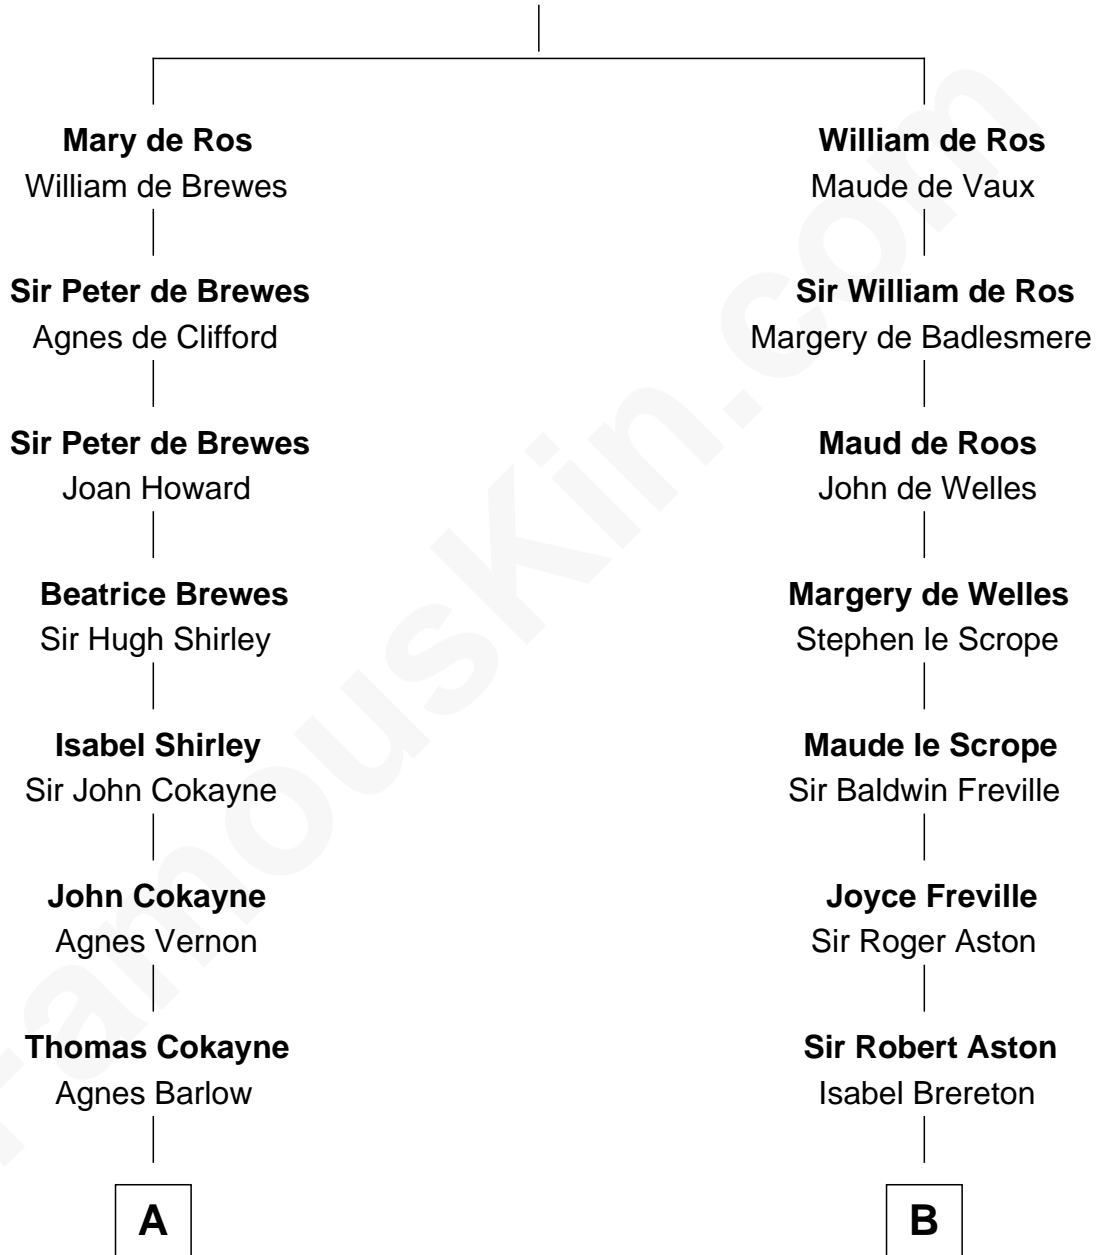 Mary de Ros
William de Brewes
Sir Peter de Brewes
Agnes de Clifford
Sir Peter de Brewes
Joan Howard
Beatrice Brewes
Sir Hugh Shirley
Isabel Shirley
Sir John Cokayne
John Cokayne
Agnes Vernon
Thomas Cokayne
Agnes Barlow
A
William de Ros
Maude de Vaux
Sir William de Ros
Margery de Badlesmere
Maud de Roos
John de Welles
Margery de Welles
Stephen le Scrope
Maude le Scrope
Sir Baldwin Freville
Joyce Freville
Sir Roger Aston
Sir Robert Aston
Isabel Brereton
B
FamousKin.com